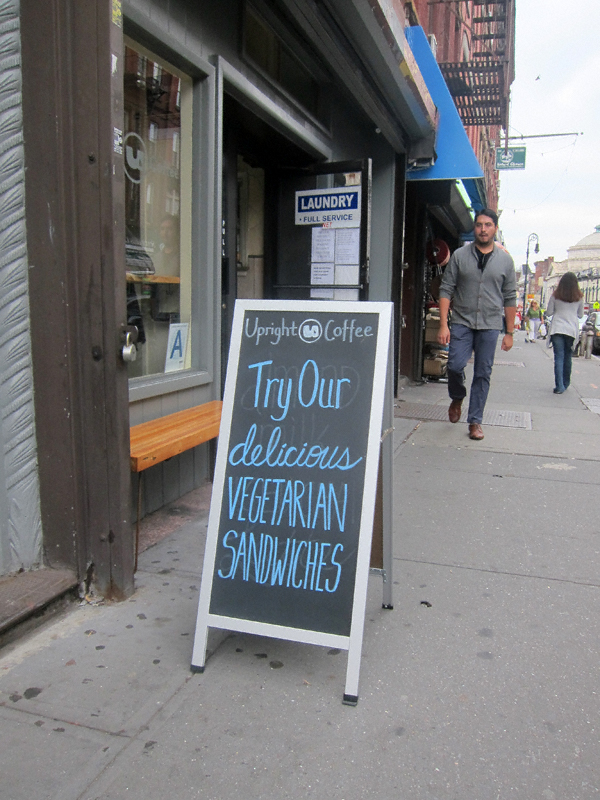 LAUNDRY
• FULL SERVICE
A
Upright Coffee
Try Our
delicious
VEGETARIAN
SANDWICHES